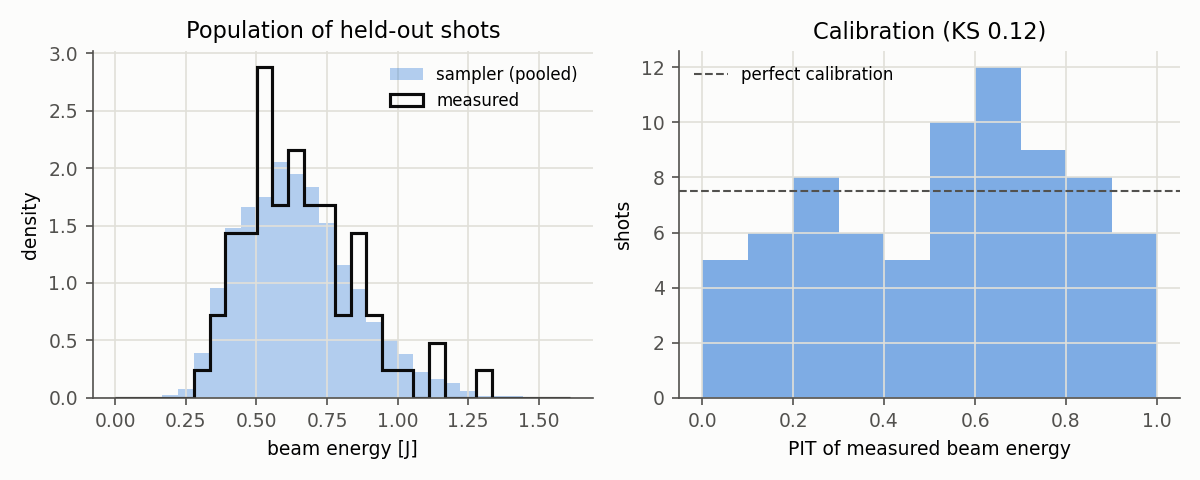 Population of held-out shots
sampler (pooled)
measured
density
3.0
2.5
2.0
1.5
1.0
0.5
0.0
0.00 0.25 0.50 0.75 1.00 1.25 1.50
beam energy [J]
Calibration (KS 0.12)
perfect calibration
shots
12
10
8
6
4
2
0
0.0 0.2 0.4 0.6 0.8 1.0
PIT of measured beam energy